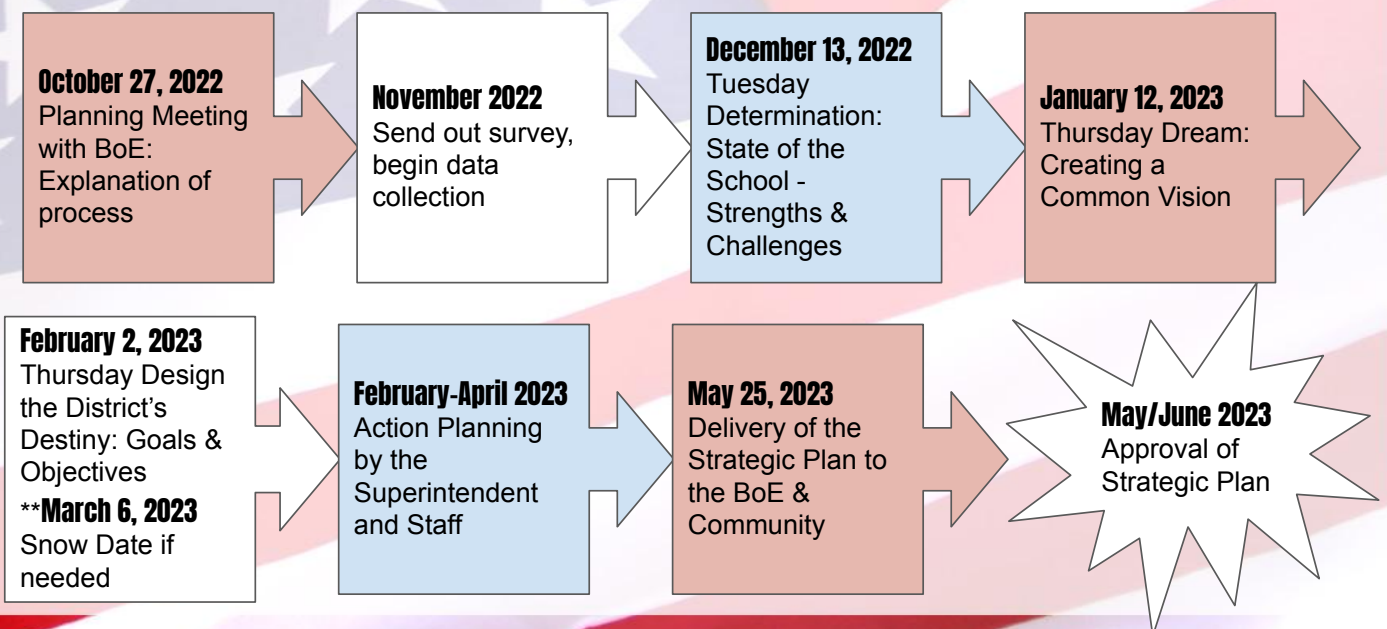 October 27, 2022
Planning Meeting
with BoE:
Explanation of
process
November 2022
Send out survey,
begin data
collection
December 13, 2022
Tuesday
Determination:
State of the
School -
Strengths &
Challenges
January 12, 2023
Thursday Dream:
Creating a
Common Vision
February 2, 2023
Thursday Design
the District’s
Destiny: Goals &
Objectives
**March 6, 2023
Snow Date if
needed
February-April 2023
Action Planning
by the
Superintendent
and Staff
May 25, 2023
Delivery of the
Strategic Plan to
the BoE &
Community
May/June 2023
Approval of
Strategic Plan